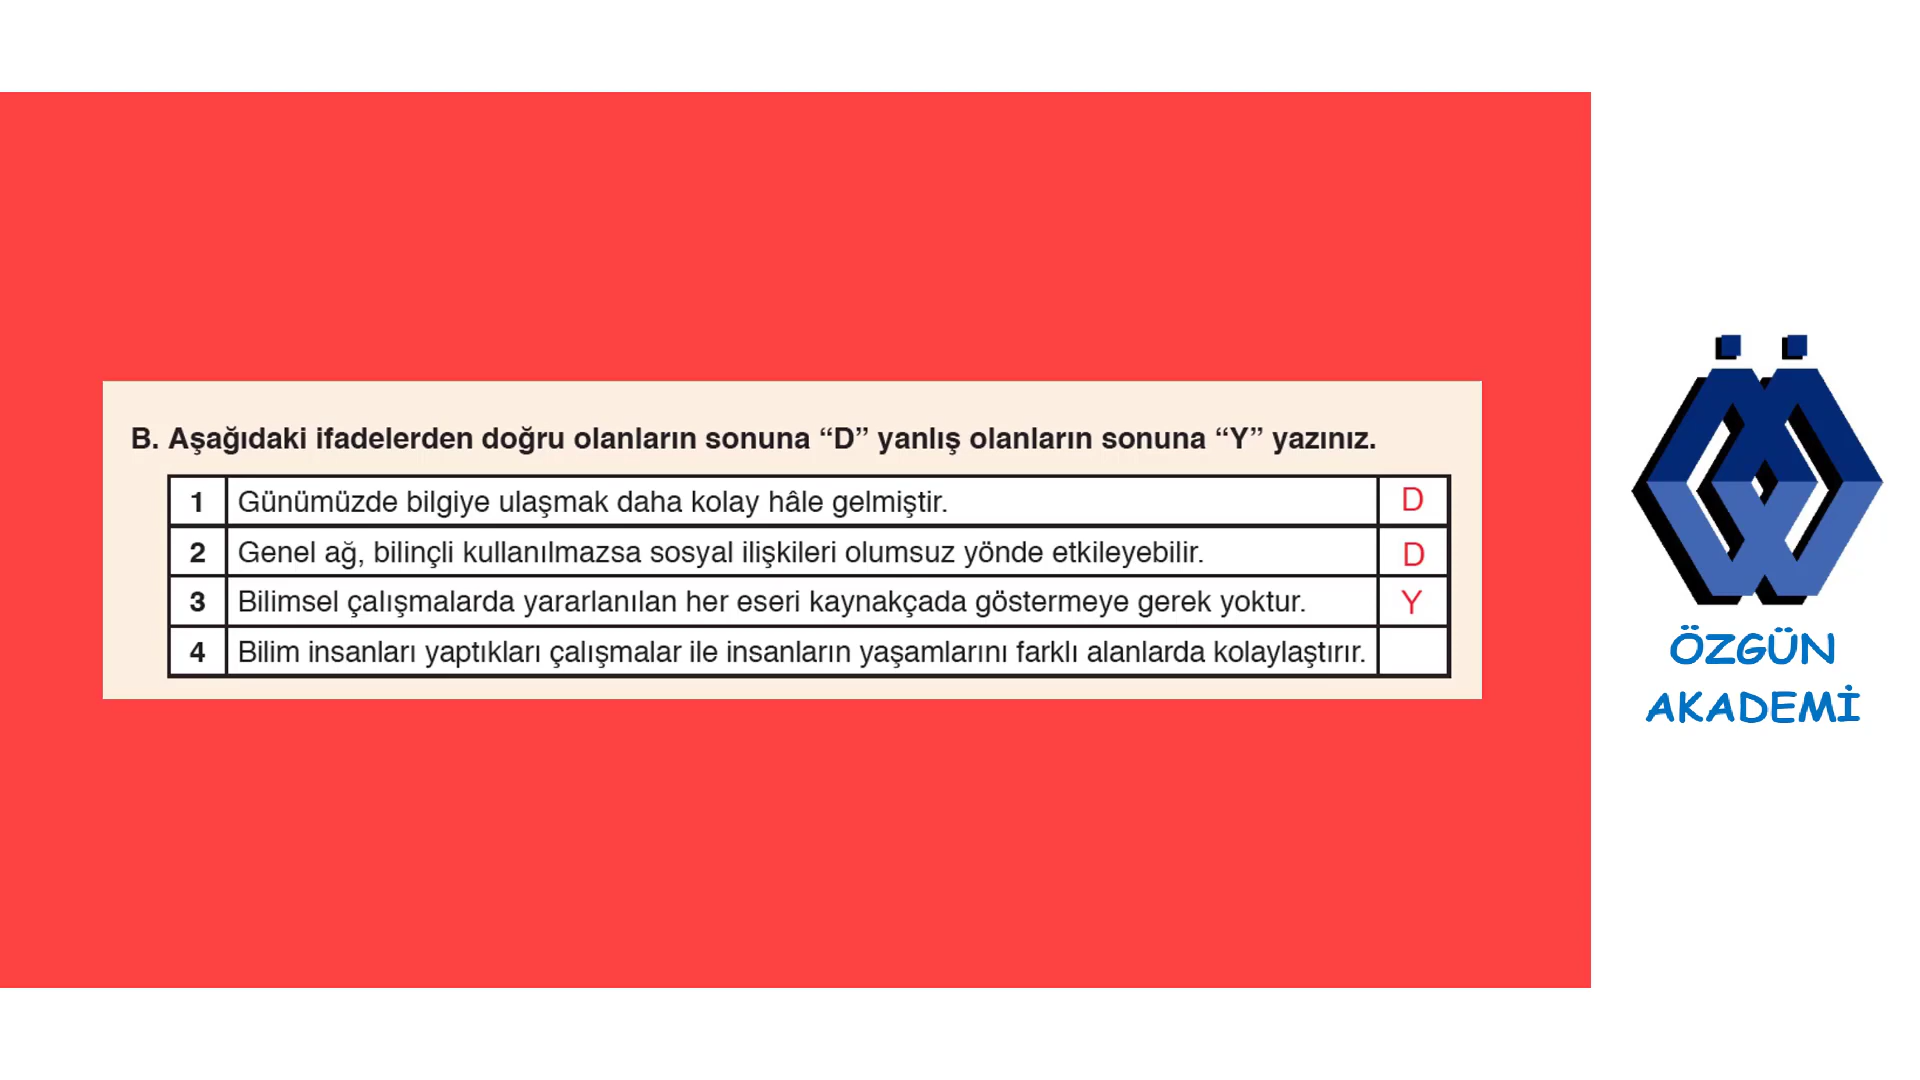 B. Aşağıdaki ifadelerden doğru olanların sonuna “D” yanlış olanların sonuna “Y” yazınız.
1 Günümüzde bilgiye ulaşmak daha kolay hâle gelmiştir. D
2 Genel ağ, bilinçli kullanılmazsa sosyal ilişkileri olumsuz yönde etkileyebilir. D
3 Bilimsel çalışmalarda yararlanılan her eseri kaynakçada göstermeye gerek yoktur. Y
4 Bilim insanları yaptıkları çalışmalar ile insanların yaşamlarını farklı alanlarda kolaylaştırır.
ÖZGÜN
AKADEMİ